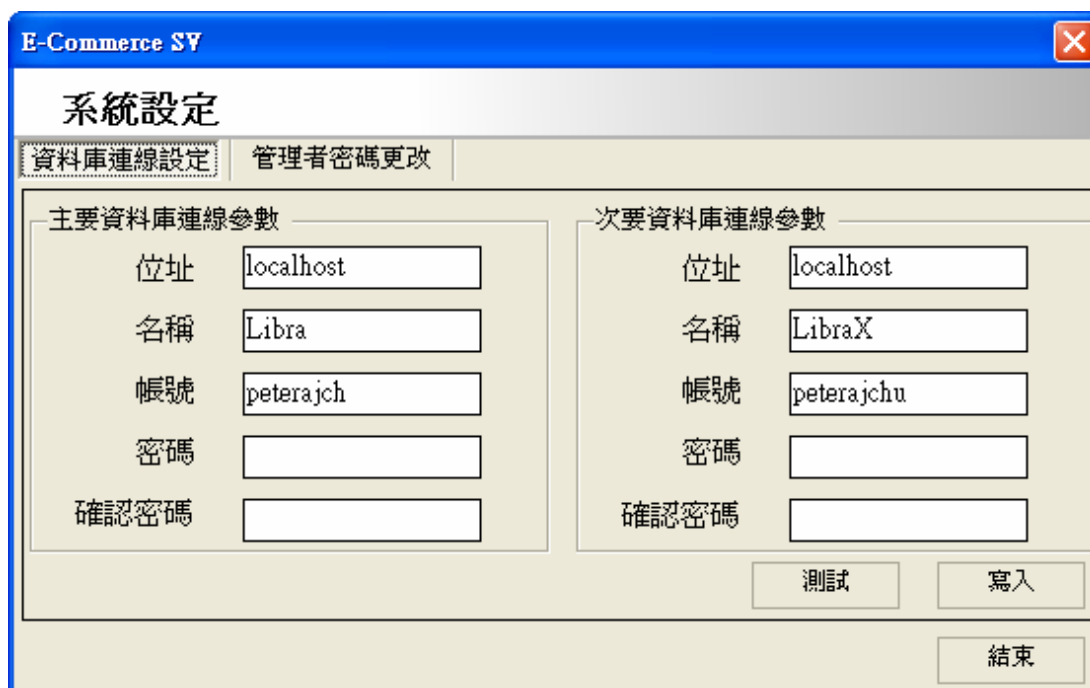 E-Commerce SV
系統設定
資料庫連線設定 管理者密碼更改
主要資料庫連線參數
位址 localhost
名稱 Libra
帳號 peterajch
密碼
確認密碼
次要資料庫連線參數
位址 localhost
名稱 LibraX
帳號 peterajchu
密碼
確認密碼
測試 寫入
結束